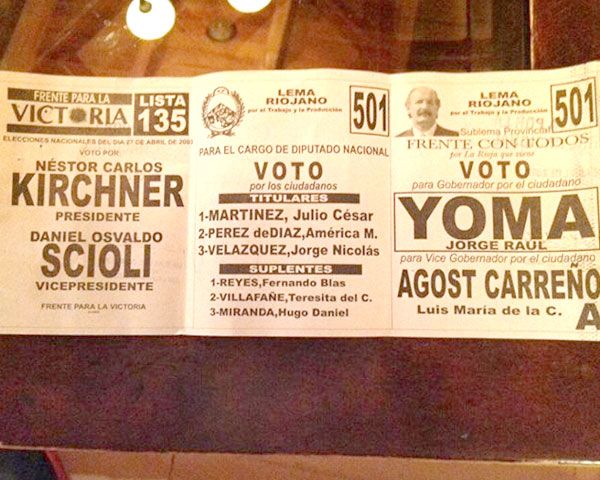 FRENTE PARA LA
VICTORIA
LISTA
135
ELECCIONES NACIONALES DEL DIA 27 DE ABRIL DE 2003
VOTO POR:
NÉSTOR CARLOS
KIRCHNER
PRESIDENTE
DANIEL OSVALDO
SCIOLI
VICEPRESIDENTE
FRENTE PARA LA VICTORIA
LEMA
RIOJANO
por el Trabajo y la Producción
501
PARA EL CARGO DE DIPUTADO NACIONAL
VOTO
por los ciudadanos
TITULARES
1-MARTINEZ, Julio César
2-PEREZ deDIAZ,América M.
3-VELAZQUEZ,Jorge Nicolás
SUPLENTES
1-REYES,Fernando Blas
2-VILLAFAÑE,Teresita del C.
3-MIRANDA,Hugo Daniel
LEMA
RIOJANO
por el Trabajo y la Producción
501
Sublema Provincial
FRENTE CON TODOS
por La Rioja que viene
VOTO
para Gobernador por el ciudadano
YOMA
JORGE RAUL
para Vice Gobernador por el ciudadano
AGOST CARREÑO
Luis María de la C.
A